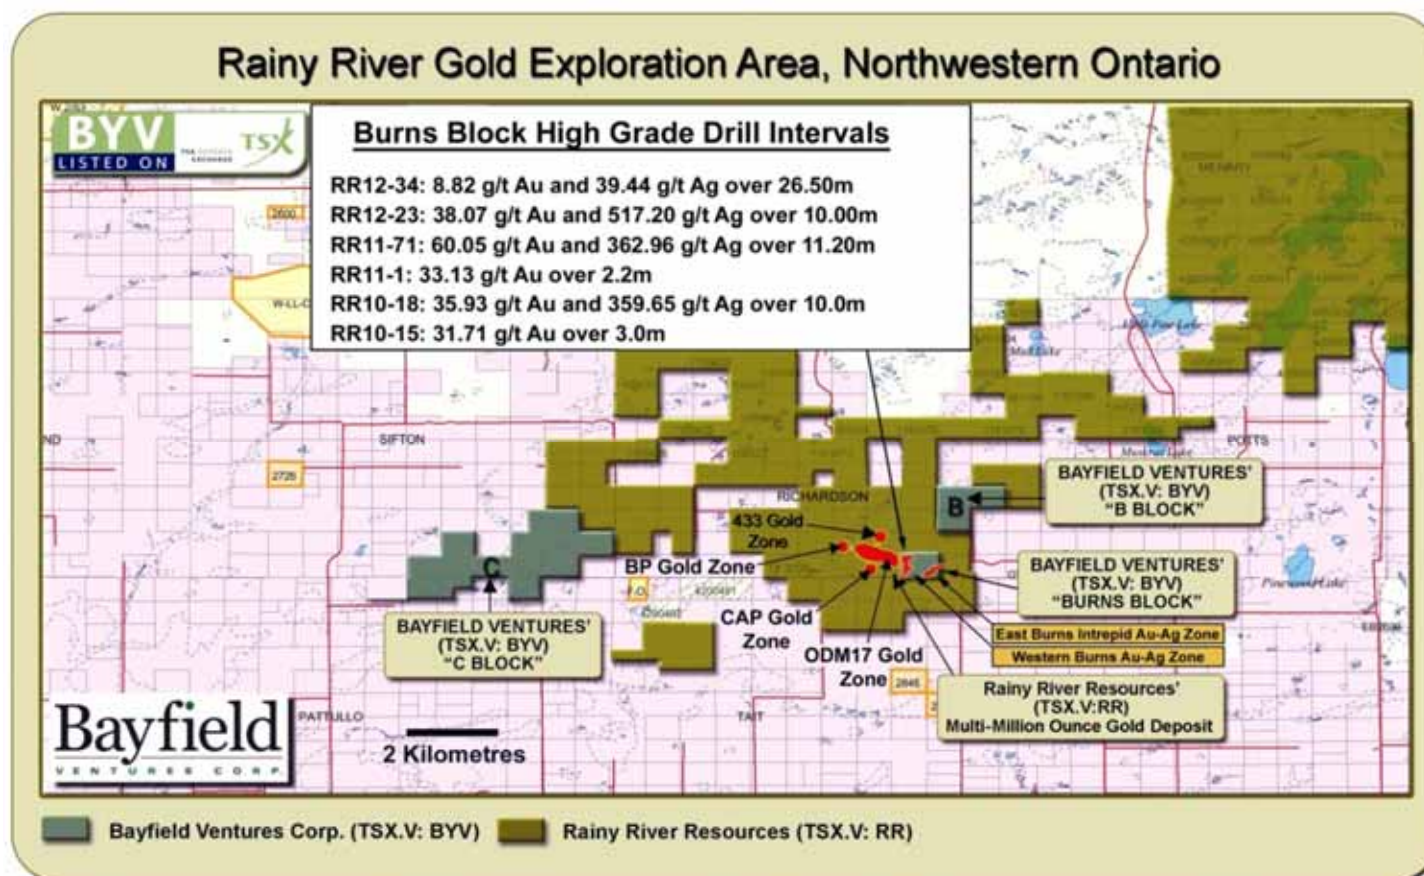 Rainy River Gold Exploration Area, Northwestern Ontario
BYV
LISTED ON
TSX
Burns Block High Grade Drill Intervals
RR12-34: 8.82 g/t Au and 39.44 g/t Ag over 26.50m
RR12-23: 38.07 g/t Au and 517.20 g/t Ag over 10.00m
RR11-71: 60.05 g/t Au and 362.96 g/t Ag over 11.20m
RR11-1: 33.13 g/t Au over 2.2m
RR10-18: 35.93 g/t Au and 359.65 g/t Ag over 10.0m
RR10-15: 31.71 g/t Au over 3.0m
2600
SIFTON
2726
POTTS
RICHARDSON
BAYFIELD VENTURES'
(TSX.V: BYV)
"B BLOCK"
B
433 Gold
Zone
BP Gold Zone
C
BAYFIELD VENTURES'
(TSX.V: BYV)
"BURNS BLOCK"
CAP Gold
Zone
BAYFIELD VENTURES'
(TSX.V: BYV)
"C BLOCK"
East Burns Intrepid Au-Ag Zone
Western Burns Au-Ag Zone
ODM17 Gold
Zone
2645
Rainy River Resources'
(TSX.V:RR)
Multi-Million Ounce Gold Deposit
PATTULLO
TAIT
Bayfield
VENTURES CORP.
2 Kilometres
Bayfield Ventures Corp. (TSX.V: BYV)
Rainy River Resources (TSX.V: RR)